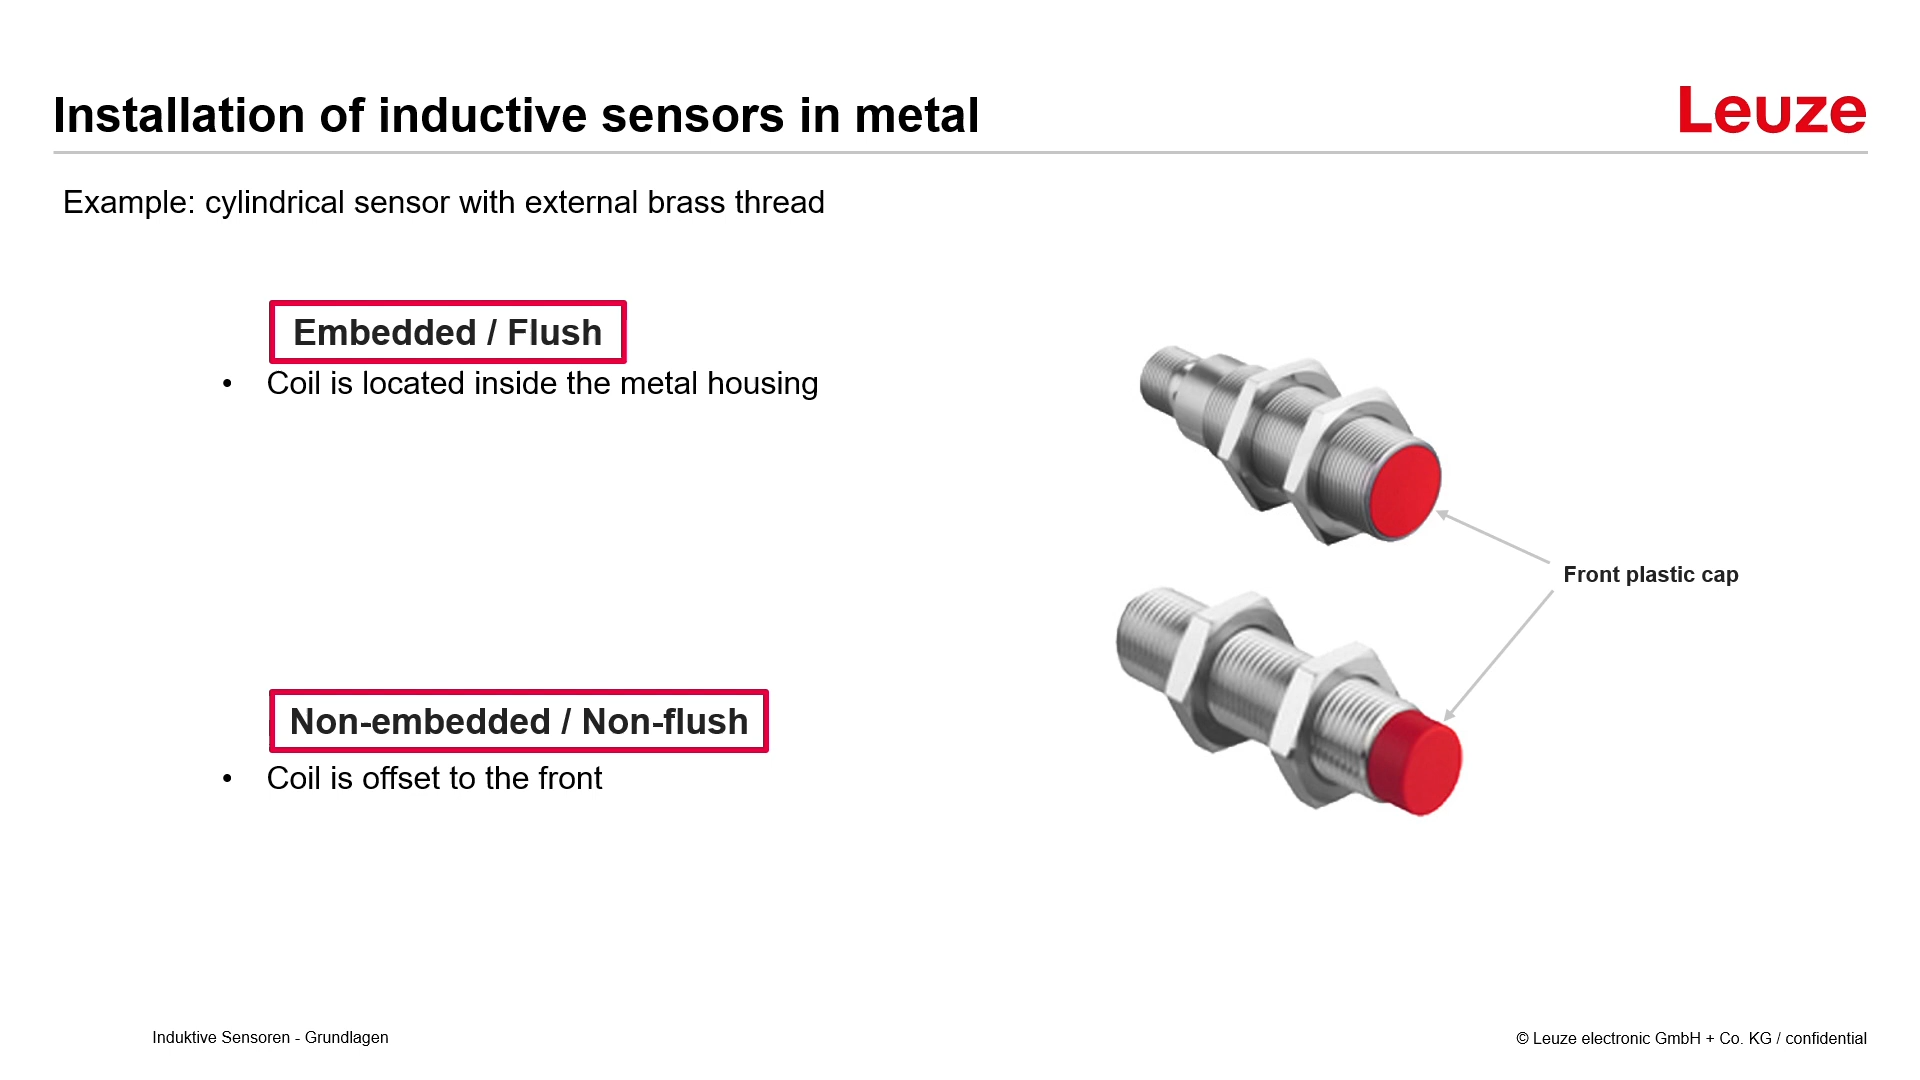 Installation of inductive sensors in metal
Leuze
Example: cylindrical sensor with external brass thread
Embedded / Flush
• Coil is located inside the metal housing
Front plastic cap
Non-embedded / Non-flush
• Coil is offset to the front
Induktive Sensoren - Grundlagen
© Leuze electronic GmbH + Co. KG / confidential